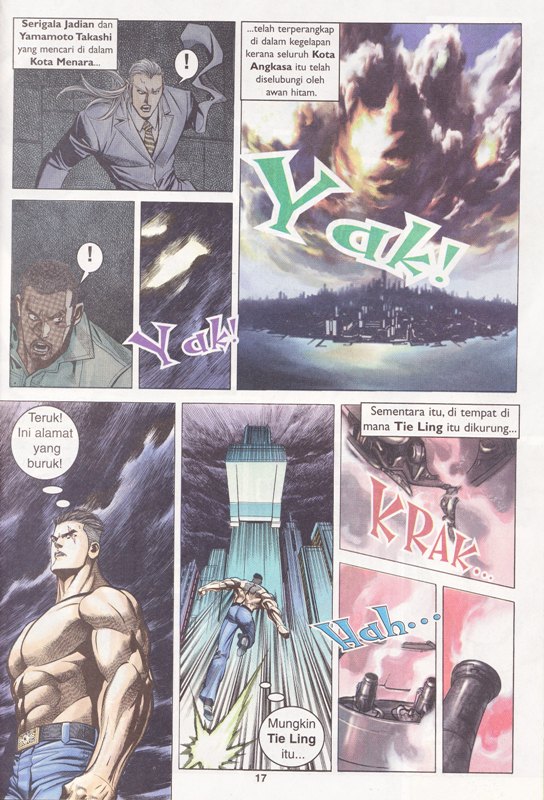 Serigala Jadian dan
Yamamoto Takashi
yang mencari di dalam
Kota Menara...
!
...telah terperangkap
di dalam kegelapan
kerana seluruh Kota
Angkasa itu telah
diselubungi oleh
awan hitam.
Yak!
!
Yak!
Teruk!
Ini alamat
yang
buruk!
Mungkin
Tie Ling
itu...
Sementara itu, di tempat di
mana Tie Ling itu dikurung...
KRAK...
Hah...
17